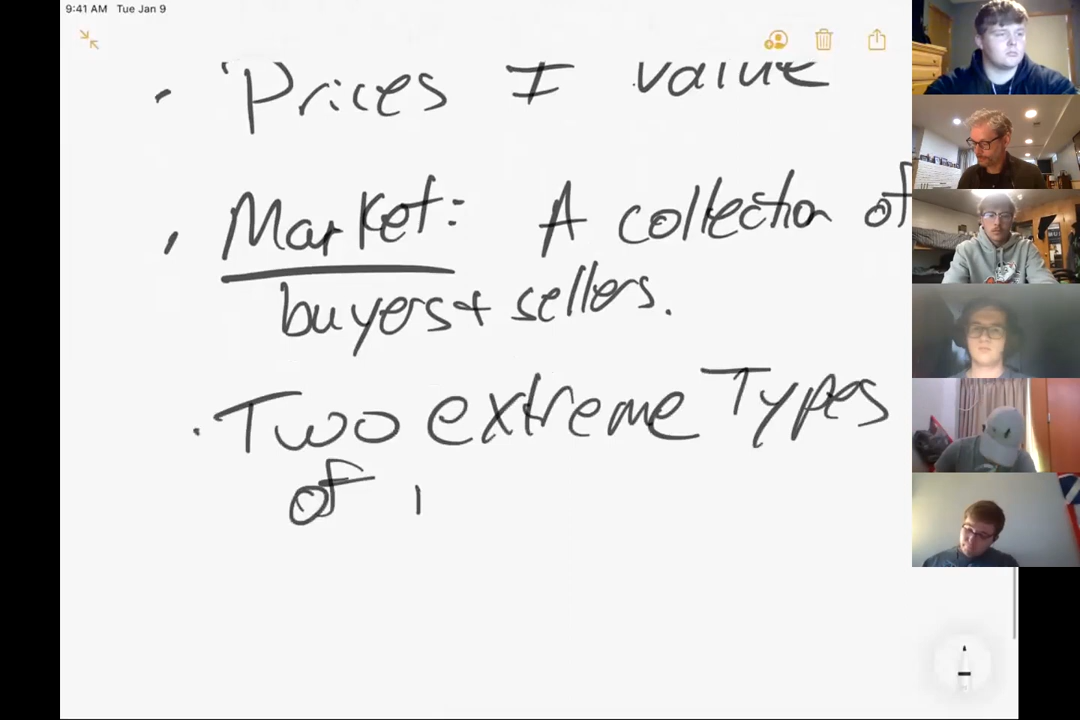 9:41 AM Tue Jan 9
· Prices ≠ value
· Market: A collection of
buyers + sellers.
· Two extreme Types
of